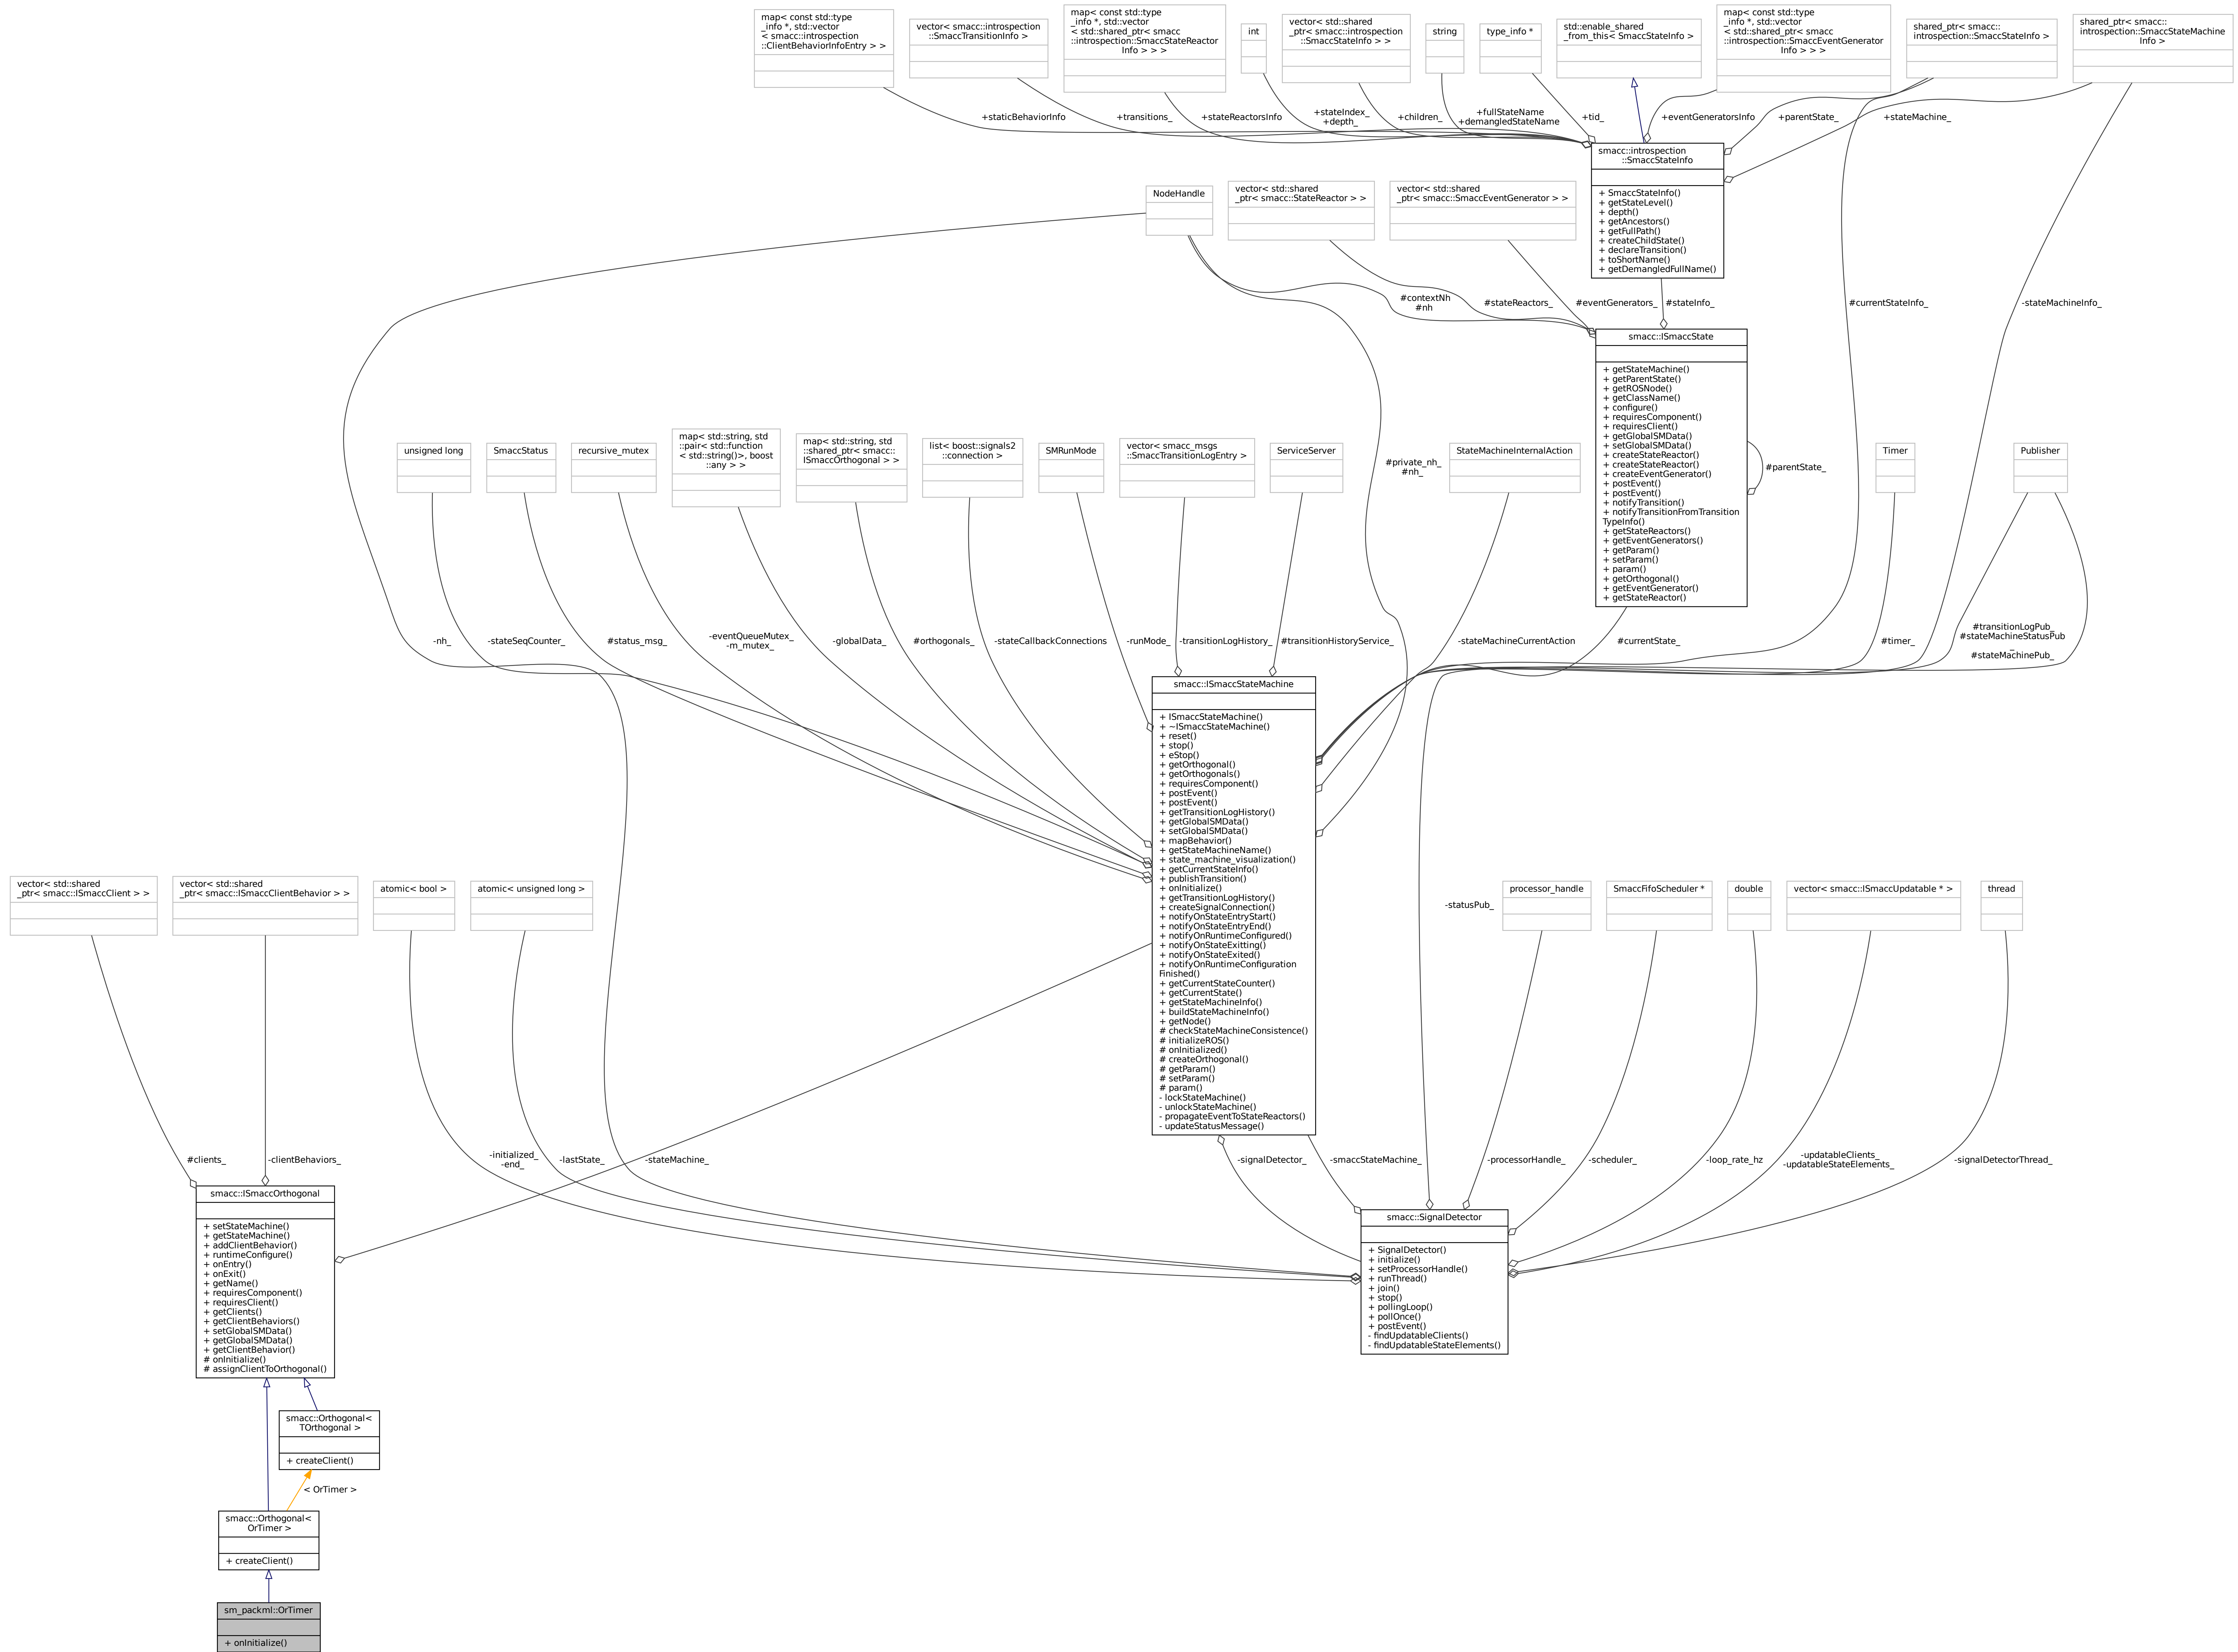 map< const std::type
_info *, std::vector
< smacc::introspection
::ClientBehaviorInfoEntry > >
vector< smacc::introspection
::SmaccTransitionInfo >
map< const std::type
_info *, std::vector
< std::shared_ptr< smacc
::introspection::SmaccStateReactor
Info > > >
int
vector< std::shared
_ptr< smacc::introspection
::SmaccStateInfo > >
string
type_info *
std::enable_shared
_from_this< SmaccStateInfo >
map< const std::type
_info *, std::vector
< std::shared_ptr< smacc
::introspection::SmaccEventGenerator
Info > > >
shared_ptr< smacc::
introspection::SmaccStateInfo >
shared_ptr< smacc::
introspection::SmaccStateMachine
Info >
+staticBehaviorInfo
+transitions_
+stateReactorsInfo
+stateIndex_
+depth_
+children_
+fullStateName
+demangledStateName
+tid_
+eventGeneratorsInfo
+parentState_
+stateMachine_
smacc::introspection
::SmaccStateInfo
+ SmaccStateInfo()
+ getStateLevel()
+ depth()
+ getAncestors()
+ getFullPath()
+ createChildState()
+ declareTransition()
+ toShortName()
+ getDemangledFullName()
NodeHandle
vector< std::shared
_ptr< smacc::StateReactor > >
vector< std::shared
_ptr< smacc::SmaccEventGenerator > >
#contextNh
#nh
#stateReactors_
#eventGenerators_
#stateInfo_
#currentStateInfo_
-stateMachineInfo_
smacc::ISmaccState
+ getStateMachine()
+ getParentState()
+ getROSNode()
+ getClassName()
+ configure()
+ requiresComponent()
+ requiresClient()
+ getGlobalSMData()
+ setGlobalSMData()
+ createStateReactor()
+ createStateReactor()
+ createEventGenerator()
+ postEvent()
+ postEvent()
+ notifyTransition()
+ notifyTransitionFromTransition
TypeInfo()
+ getStateReactors()
+ getEventGenerators()
+ getParam()
+ setParam()
+ param()
+ getOrthogonal()
+ getEventGenerator()
+ getStateReactor()
#parentState_
unsigned long
SmaccStatus
recursive_mutex
map< std::string, std
::pair< std::function
< std::string()>, boost
::any > >
map< std::string, std
::shared_ptr< smacc::
ISmaccOrthogonal > >
list< boost::signals2
::connection >
SMRunMode
vector< smacc_msgs
::SmaccTransitionLogEntry >
ServiceServer
#private_nh_
#nh_
StateMachineInternalAction
Timer
Publisher
-nh_
-stateSeqCounter_
#status_msg_
-eventQueueMutex_
-m_mutex_
-globalData_
#orthogonals_
-stateCallbackConnections
-runMode_
-transitionLogHistory_
#transitionHistoryService_
-stateMachineCurrentAction
#currentState_
#timer_
#transitionLogPub_
#stateMachineStatusPub
_
#stateMachinePub_
smacc::ISmaccStateMachine
+ ISmaccStateMachine()
+ ~ISmaccStateMachine()
+ reset()
+ stop()
+ eStop()
+ getOrthogonal()
+ getOrthogonals()
+ requiresComponent()
+ postEvent()
+ postEvent()
+ getTransitionLogHistory()
+ getGlobalSMData()
+ setGlobalSMData()
+ mapBehavior()
+ getStateMachineName()
+ state_machine_visualization()
+ getCurrentStateInfo()
+ publishTransition()
+ onInitialize()
+ getTransitionLogHistory()
+ createSignalConnection()
+ notifyOnStateEntryStart()
+ notifyOnStateEntryEnd()
+ notifyOnRuntimeConfigured()
+ notifyOnStateExitting()
+ notifyOnStateExited()
+ notifyOnRuntimeConfiguration
Finished()
+ getCurrentStateCounter()
+ getCurrentState()
+ getStateMachineInfo()
+ buildStateMachineInfo()
+ getNode()
# checkStateMachineConsistence()
# initializeROS()
# onInitialized()
# createOrthogonal()
# getParam()
# setParam()
# param()
- lockStateMachine()
- unlockStateMachine()
- propagateEventToStateReactors()
- updateStatusMessage()
vector< std::shared
_ptr< smacc::ISmaccClient > >
vector< std::shared
_ptr< smacc::ISmaccClientBehavior > >
atomic< bool >
atomic< unsigned long >
-statusPub_
processor_handle
SmaccFifoScheduler *
double
vector< smacc::ISmaccUpdatable * >
thread
#clients_
-clientBehaviors_
-initialized_
-end_
-lastState_
-stateMachine_
-signalDetector_
-smaccStateMachine_
-processorHandle_
-scheduler_
-loop_rate_hz
-updatableClients_
-updatableStateElements_
-signalDetectorThread_
smacc::ISmaccOrthogonal
+ setStateMachine()
+ getStateMachine()
+ addClientBehavior()
+ runtimeConfigure()
+ onEntry()
+ onExit()
+ getName()
+ requiresComponent()
+ requiresClient()
+ getClients()
+ getClientBehaviors()
+ setGlobalSMData()
+ getGlobalSMData()
+ getClientBehavior()
# onInitialize()
# assignClientToOrthogonal()
smacc::SignalDetector
+ SignalDetector()
+ initialize()
+ setProcessorHandle()
+ runThread()
+ join()
+ stop()
+ pollingLoop()
+ pollOnce()
+ postEvent()
- findUpdatableClients()
- findUpdatableStateElements()
smacc::Orthogonal<
TOrthogonal >
+ createClient()
< OrTimer >
smacc::Orthogonal<
OrTimer >
+ createClient()
sm_packml::OrTimer
+ onInitialize()